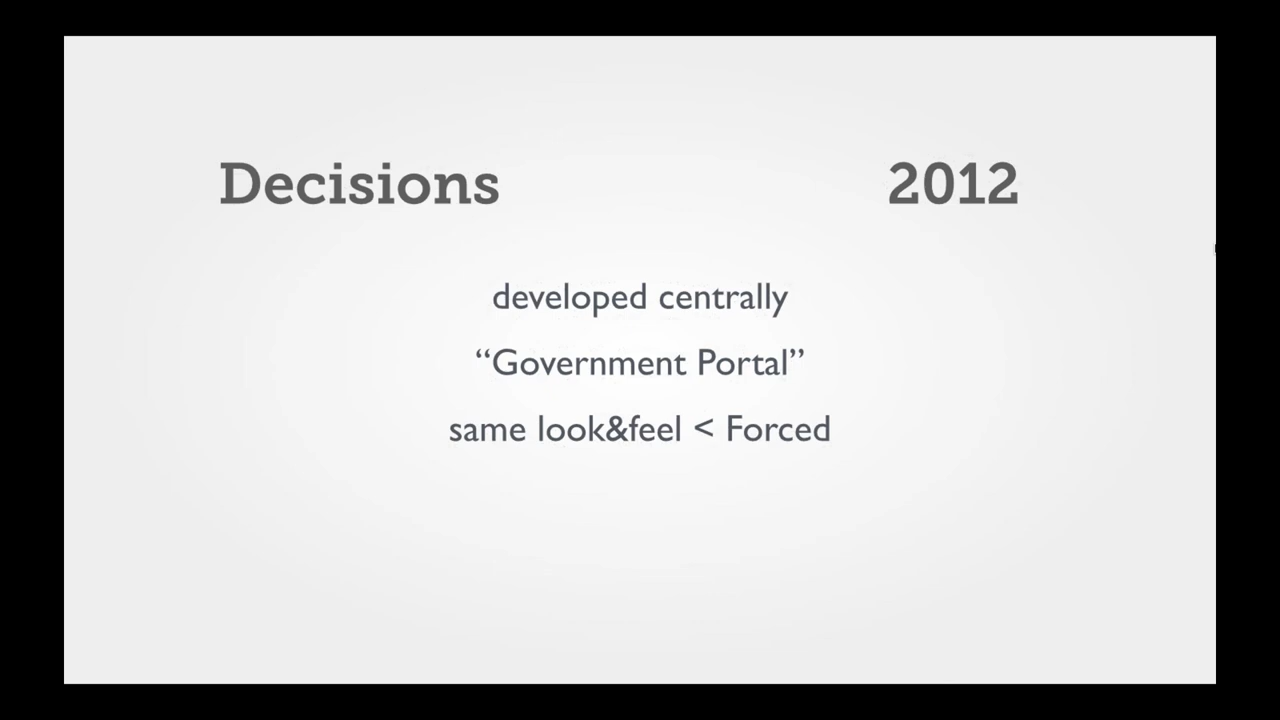 Decisions 2012
developed centrally
“Government Portal”
same look&feel < Forced